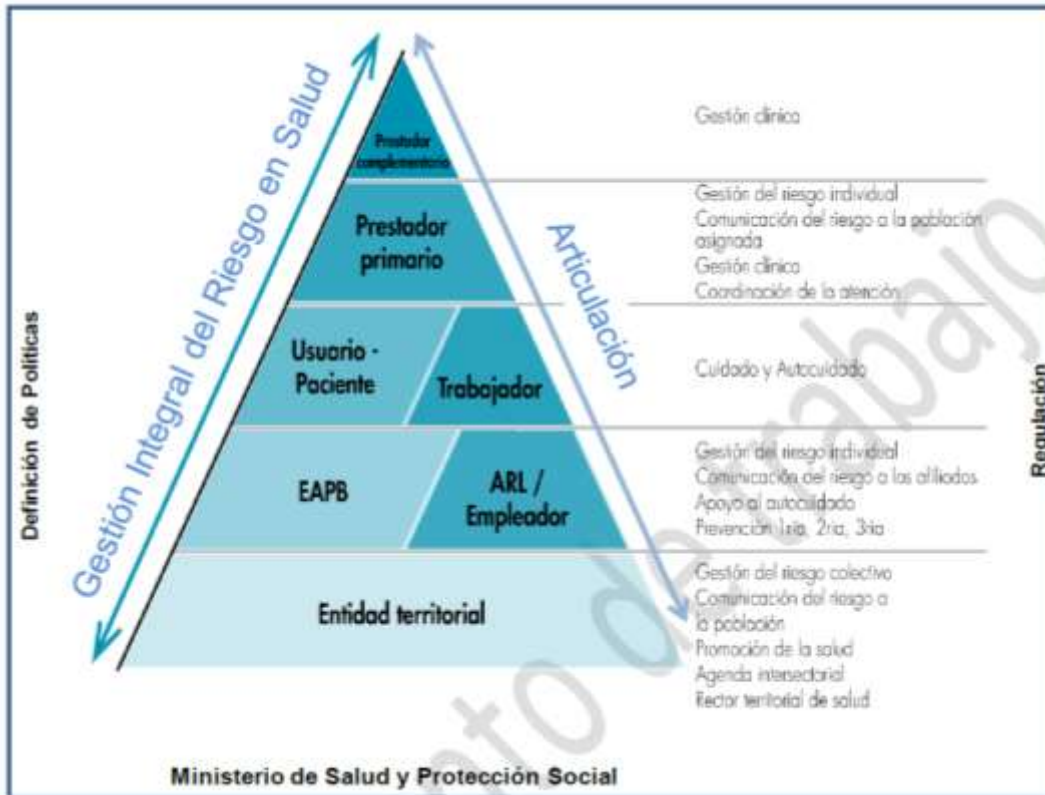 Definición de Políticas
Gestión Integral del Riesgo en Salud
Articulación
Regulación
Prestador
complementario
Gestión clínica
Prestador
primario
Gestión del riesgo individual
Comunicación del riesgo a la población
asignada
Gestión clínica
Coordinación de la atención
Usuario -
Paciente
Trabajador
Cuidado y Autocuidado
EAPB
ARL /
Empleador
Gestión del riesgo individual
Comunicación del riesgo a los afiliados
Apoyo al autocuidado
Prevención 1ria, 2ria, 3ria
Entidad territorial
Gestión del riesgo colectivo
Comunicación del riesgo a
la población
Promoción de la salud
Agenda intersectorial
Rector territorial de salud
Ministerio de Salud y Protección Social
nto de trabajo